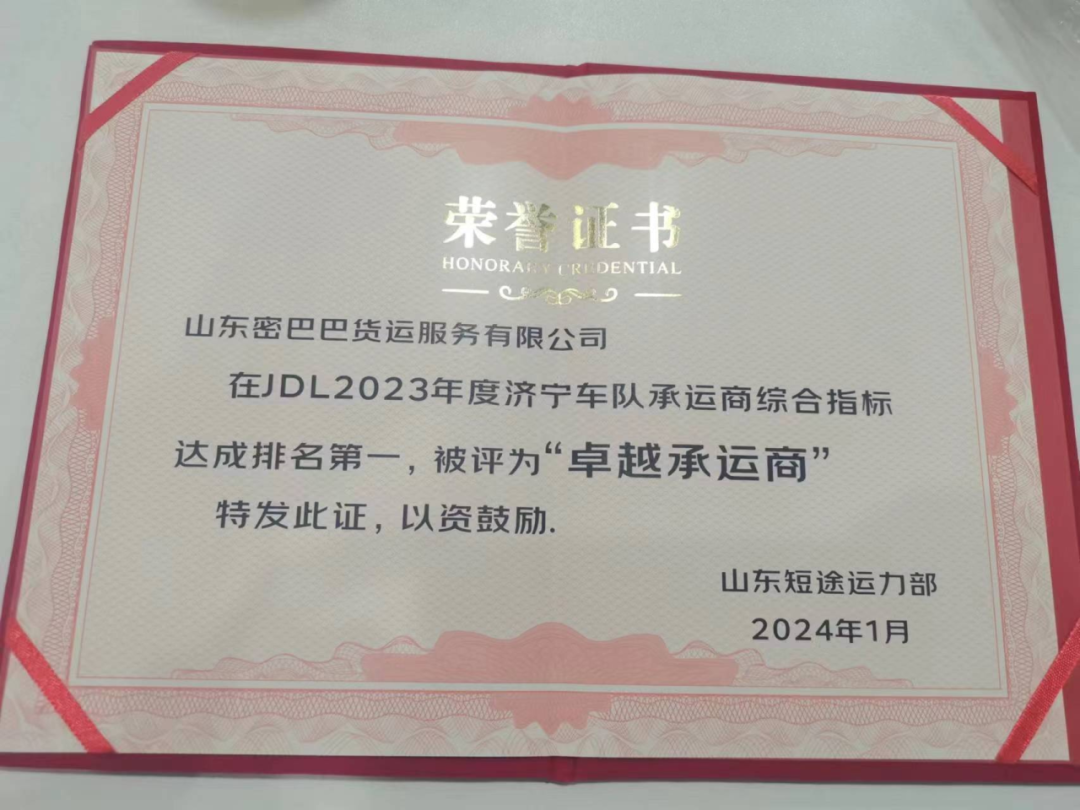 荣誉证书
HONORARY CREDENTIAL
山东密巴巴货运服务有限公司
在JDL2023年度济宁车队承运商综合指标
达成排名第一，被评为“卓越承运商”
特发此证，以资鼓励.
山东短途运力部
2024年1月